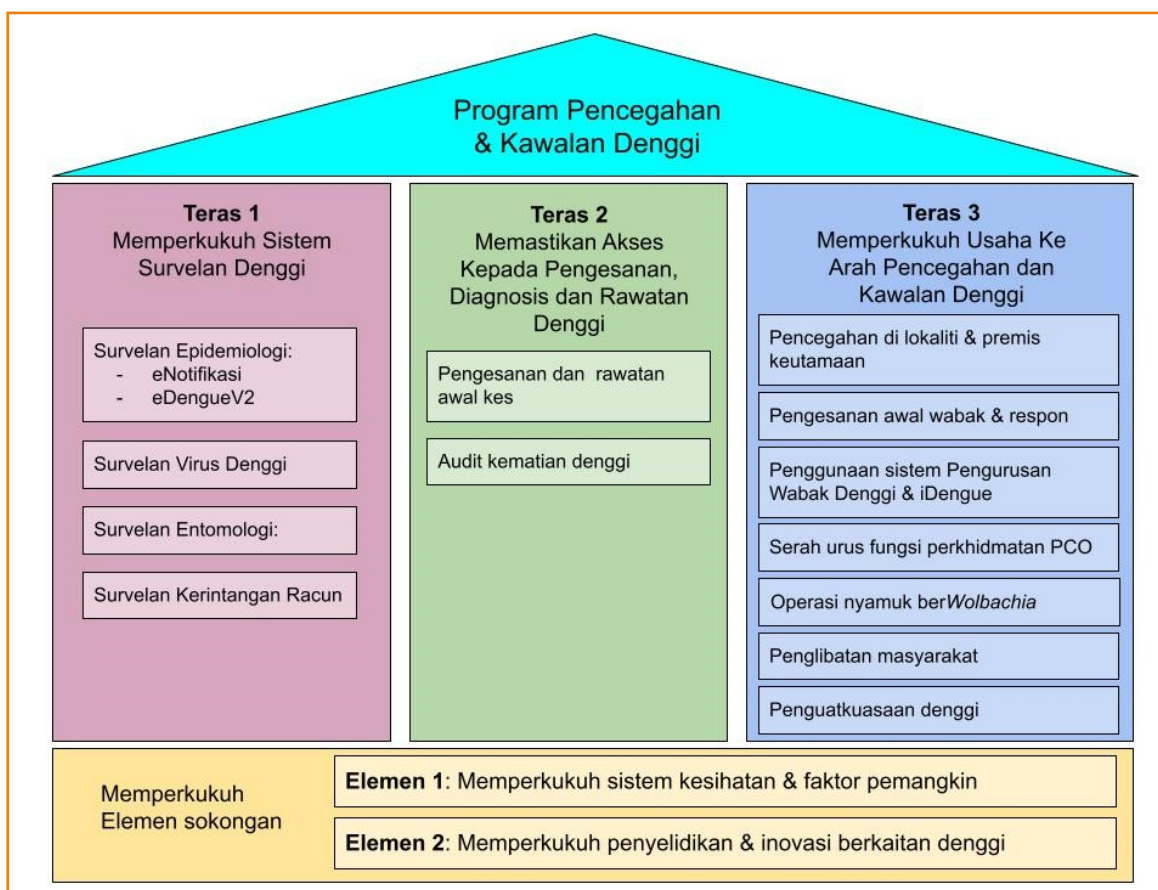 Program Pencegahan
& Kawalan Denggi
Teras 1
Memperkukuh Sistem
Survelan Denggi
Survelan Epidemiologi:
- eNotifikasi
- eDengueV2
Survelan Virus Denggi
Survelan Entomologi:
Survelan Kerintangan Racun
Teras 2
Memastikan Akses
Kepada Pengesanan,
Diagnosis dan Rawatan
Denggi
Pengesanan dan rawatan
awal kes
Audit kematian denggi
Teras 3
Memperkukuh Usaha Ke
Arah Pencegahan dan
Kawalan Denggi
Pencegahan di lokaliti & premis
keutamaan
Pengesanan awal wabak & respon
Penggunaan sistem Pengurusan
Wabak Denggi & iDengue
Serah urus fungsi perkhidmatan PCO
Operasi nyamuk berWolbachia
Penglibatan masyarakat
Penguatkuasaan denggi
Memperkukuh
Elemen sokongan
Elemen 1: Memperkukuh sistem kesihatan & faktor pemangkin
Elemen 2: Memperkukuh penyelidikan & inovasi berkaitan denggi